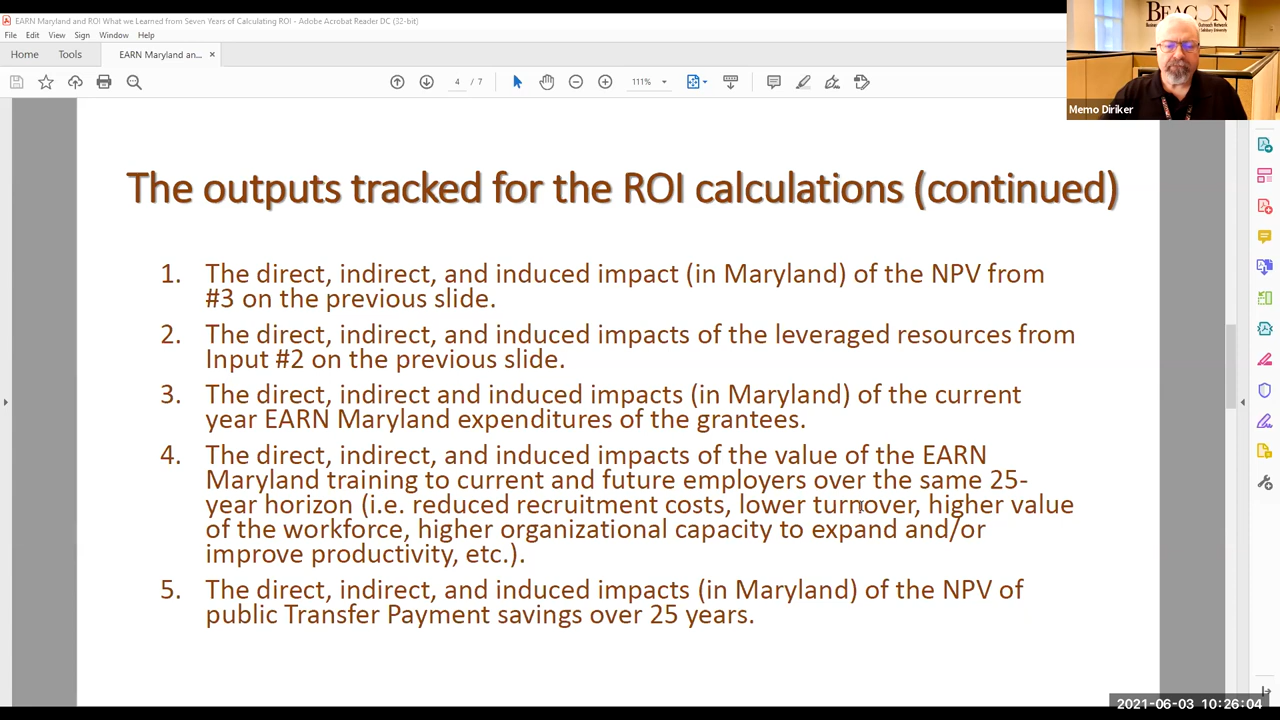 EARN Maryland and ROI What we Learned from Seven Years of Calculating ROI - Adobe Acrobat Reader DC (32-bit)
File Edit View Sign Window Help
Home Tools EARN Maryland an... ×
4 / 7 111%
BEACON
Memo Diriker
The outputs tracked for the ROI calculations (continued)
1. The direct, indirect, and induced impact (in Maryland) of the NPV from
#3 on the previous slide.
2. The direct, indirect, and induced impacts of the leveraged resources from
Input #2 on the previous slide.
3. The direct, indirect and induced impacts (in Maryland) of the current
year EARN Maryland expenditures of the grantees.
4. The direct, indirect, and induced impacts of the value of the EARN
Maryland training to current and future employers over the same 25-
year horizon (i.e. reduced recruitment costs, lower turnover, higher value
of the workforce, higher organizational capacity to expand and/or
improve productivity, etc.).
5. The direct, indirect, and induced impacts (in Maryland) of the NPV of
public Transfer Payment savings over 25 years.
2021-06-03 10:26:04